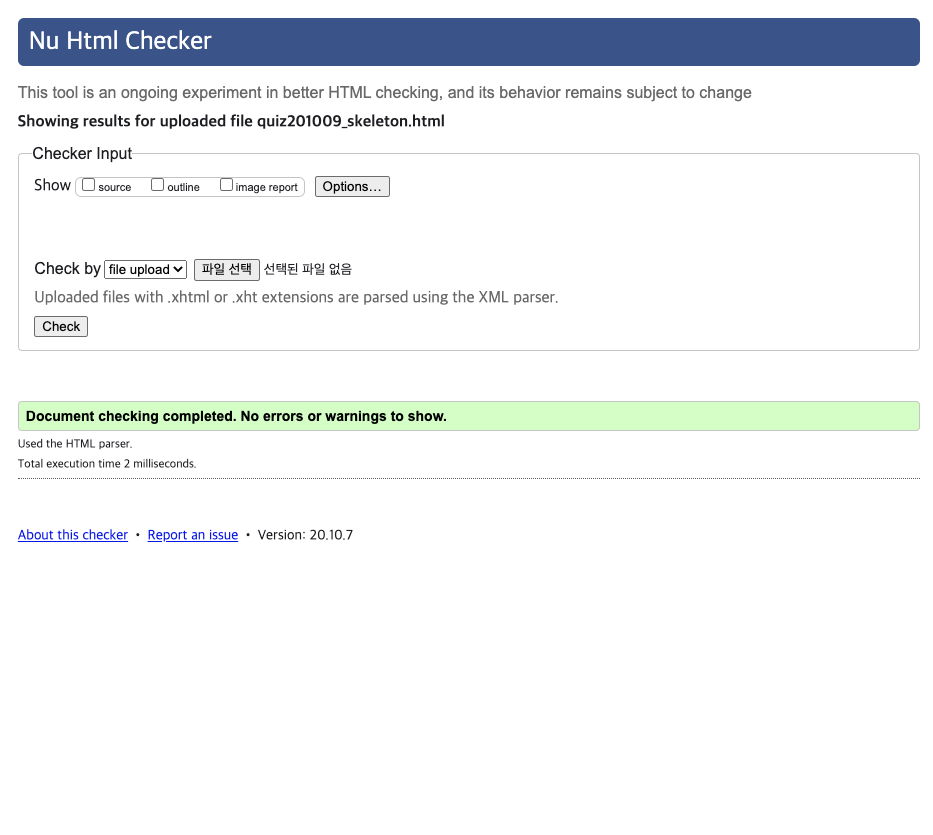 Nu Html Checker
This tool is an ongoing experiment in better HTML checking, and its behavior remains subject to change
Showing results for uploaded file quiz201009_skeleton.html
Checker Input
Show source outline image report Options...
Check by file upload 파일 선택 선택된 파일 없음
Uploaded files with .xhtml or .xht extensions are parsed using the XML parser.
Check
Document checking completed. No errors or warnings to show.
Used the HTML parser.
Total execution time 2 milliseconds.
About this checker • Report an issue • Version: 20.10.7